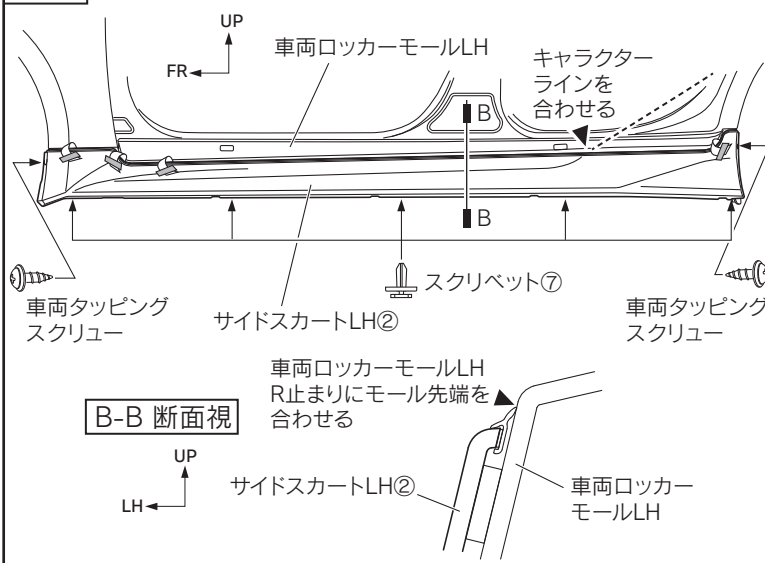 UP
FR
車両ロッカーモールLH
キャラクター
ラインを
合わせる
B
B
スクリベット⑦
車両タッピング
スクリュー
サイドスカートLH②
車両タッピング
スクリュー
車両ロッカーモールLH
R止まりにモール先端を
合わせる
B-B 断面視
UP
LH
サイドスカートLH②
車両ロッカー
モールLH